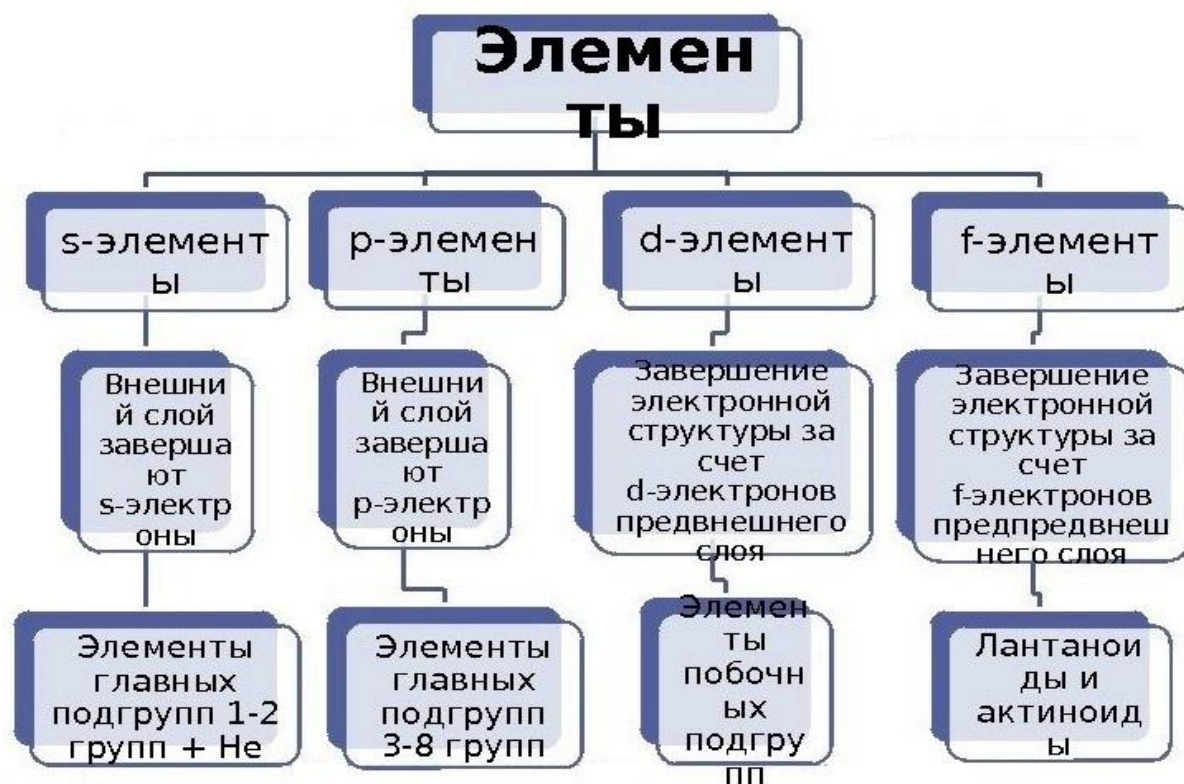 Элемен
ты
s-элемент
ы
p-элемен
ты
d-элемент
ы
f-элемент
ы
Внешни
й слой
заверша
ют
s-электр
оны
Внешни
й слой
заверша
ют
p-электр
оны
Завершение
электронной
структуры за
счет
d-электронов
предвнешнего
слоя
Завершение
электронной
структуры за
счет
f-электронов
предпредвнеш
него слоя
Элементы
главных
подгрупп 1-2
групп + Не
Элементы
главных
подгрупп
3-8 групп
Элемен
ты
побочн
ых
подгру
пп
Лантанои
ды и
актиноид
ы